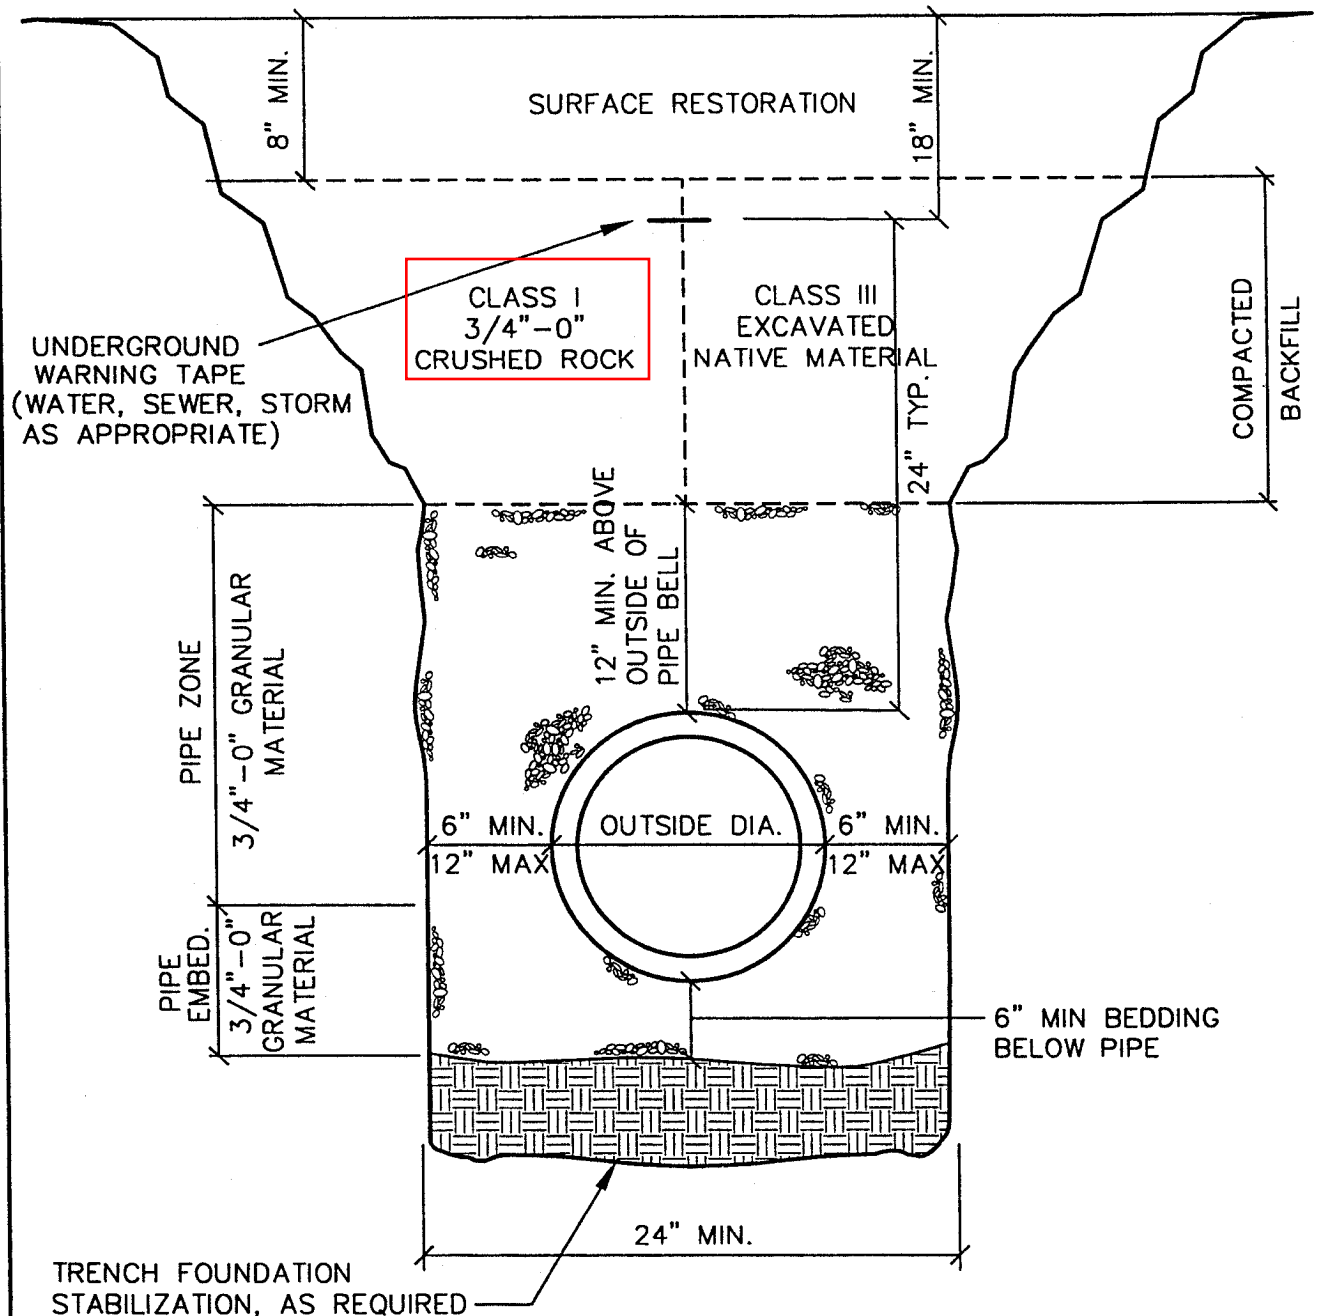 8" MIN.
SURFACE RESTORATION
18" MIN.
CLASS I
3/4"-0"
CRUSHED ROCK
CLASS III
EXCAVATED
NATIVE MATERIAL
COMPACTED
BACKFILL
UNDERGROUND
WARNING TAPE
(WATER, SEWER, STORM
AS APPROPRIATE)
24" TYP.
12" MIN. ABOVE
OUTSIDE OF
PIPE BELL
PIPE ZONE
3/4"-0" GRANULAR
MATERIAL
6" MIN.
12" MAX
OUTSIDE DIA.
6" MIN.
12" MAX
PIPE
EMBED.
3/4"-0"
GRANULAR
MATERIAL
6" MIN BEDDING
BELOW PIPE
24" MIN.
TRENCH FOUNDATION
STABILIZATION, AS REQUIRED